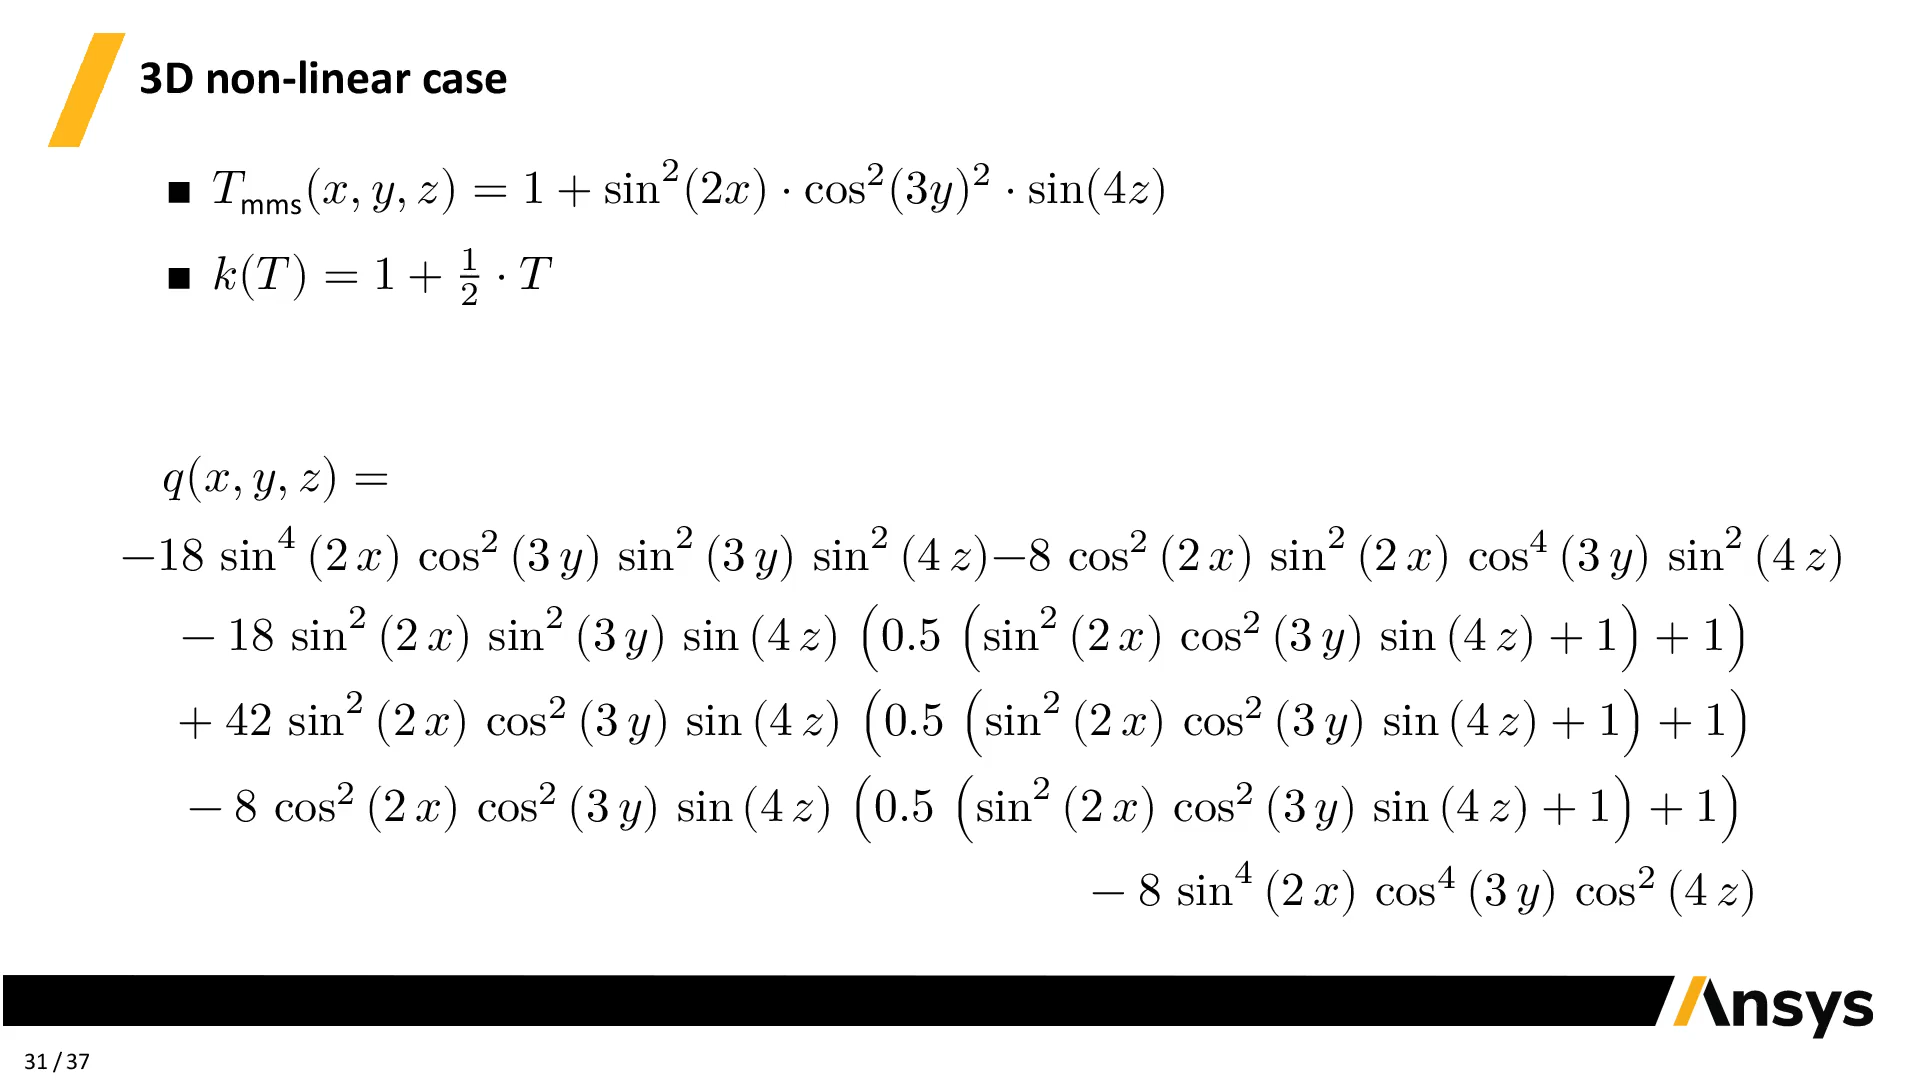 3D non-linear case
■ T_mms(x, y, z) = 1 + sin²(2x) · cos²(3y)² · sin(4z)
■ k(T) = 1 + ½ · T
q(x, y, z) =
−18 sin⁴ (2 x) cos² (3 y) sin² (3 y) sin² (4 z)−8 cos² (2 x) sin² (2 x) cos⁴ (3 y) sin² (4 z)
− 18 sin² (2 x) sin² (3 y) sin (4 z) (0.5 (sin² (2 x) cos² (3 y) sin (4 z) + 1) + 1)
+ 42 sin² (2 x) cos² (3 y) sin (4 z) (0.5 (sin² (2 x) cos² (3 y) sin (4 z) + 1) + 1)
− 8 cos² (2 x) cos² (3 y) sin (4 z) (0.5 (sin² (2 x) cos² (3 y) sin (4 z) + 1) + 1)
− 8 sin⁴ (2 x) cos⁴ (3 y) cos² (4 z)
Ansys
31 / 37